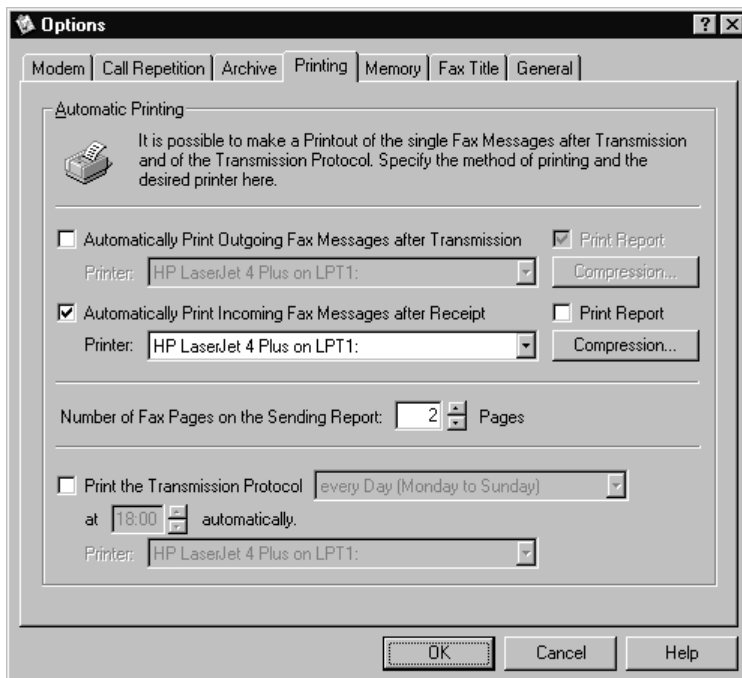 Options
Modem Call Repetition Archive Printing Memory Fax Title General
Automatic Printing
It is possible to make a Printout of the single Fax Messages after Transmission
and of the Transmission Protocol. Specify the method of printing and the
desired printer here.
Automatically Print Outgoing Fax Messages after Transmission Print Report
Printer: HP LaserJet 4 Plus on LPT1: Compression...
Automatically Print Incoming Fax Messages after Receipt Print Report
Printer: HP LaserJet 4 Plus on LPT1: Compression...
Number of Fax Pages on the Sending Report: 2 Pages
Print the Transmission Protocol every Day (Monday to Sunday)
at 18:00 automatically.
Printer: HP LaserJet 4 Plus on LPT1:
OK Cancel Help